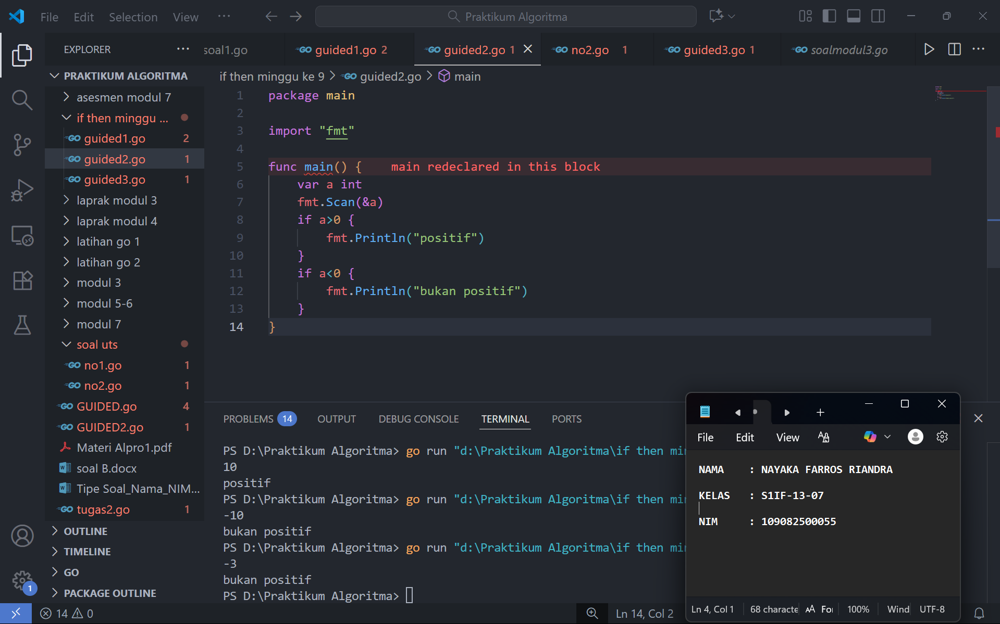 File Edit Selection View ··· Praktikum Algoritma
EXPLORER ··· soal1.go guided1.go 2 guided2.go 1 no2.go 1 guided3.go 1 soalmodul3.go ···
PRAKTIKUM ALGORITMA
asesmen modul 7
if then minggu ...
guided1.go 2
guided2.go 1
guided3.go 1
laprak modul 3
laprak modul 4
latihan go 1
latihan go 2
modul 3
modul 5-6
modul 7
soal uts
no1.go 1
no2.go 1
GUIDED.go 4
GUIDED2.go 1
Materi Alpro1.pdf
soal B.docx
Tipe Soal_Nama_NIM...
tugas2.go 1
OUTLINE
TIMELINE
GO
PACKAGE OUTLINE
1
if then minggu ke 9 > guided2.go > main
1 package main
2
3 import "fmt"
4
5 func main() { main redeclared in this block
6 var a int
7 fmt.Scan(&a)
8 if a>0 {
9 fmt.Println("positif")
10 }
11 if a<0 {
12 fmt.Println("bukan positif")
13 }
14 }
PROBLEMS 14 OUTPUT DEBUG CONSOLE TERMINAL PORTS
PS D:\Praktikum Algoritma> go run "d:\Praktikum Algoritma\if then mi
10
positif
PS D:\Praktikum Algoritma> go run "d:\Praktikum Algoritma\if then mi
-10
bukan positif
PS D:\Praktikum Algoritma> go run "d:\Praktikum Algoritma\if then mi
-3
bukan positif
PS D:\Praktikum Algoritma>
File Edit View
NAMA : NAYAKA FARROS RIANDRA
KELAS : S1IF-13-07
NIM : 109082500055
Ln 4, Col 1 68 characte For 100% Wind UTF-8
14 0 Ln 14, Col 2